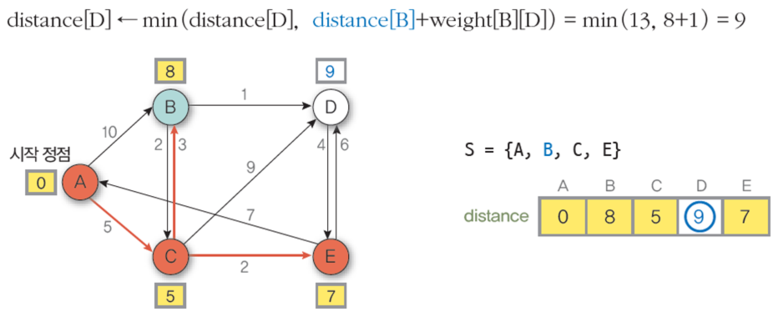 distance[D] ← min(distance[D], distance[B]+weight[B][D]) = min(13, 8+1) = 9
8 9
B 1 D
10 2 3 4 6
시작 정점
0 A 9
5 7
C 2 E
5 7
S = {A, B, C, E}
A B C D E
distance 0 8 5 9 7